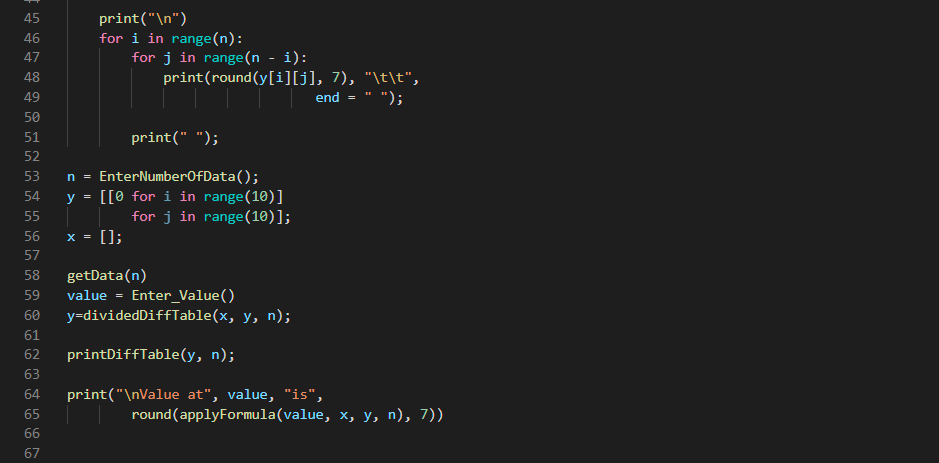 45 print("\n")
46 for i in range(n):
47 for j in range(n - i):
48 print(round(y[i][j], 7), "\t\t",
49 end = " ");
50
51 print(" ");
52
53 n = EnterNumberOfData();
54 y = [[0 for i in range(10)]
55 for j in range(10)];
56 x = [];
57
58 getData(n)
59 value = Enter_Value()
60 y=dividedDiffTable(x, y, n);
61
62 printDiffTable(y, n);
63
64 print("\nValue at", value, "is",
65 round(applyFormula(value, x, y, n), 7))
66
67